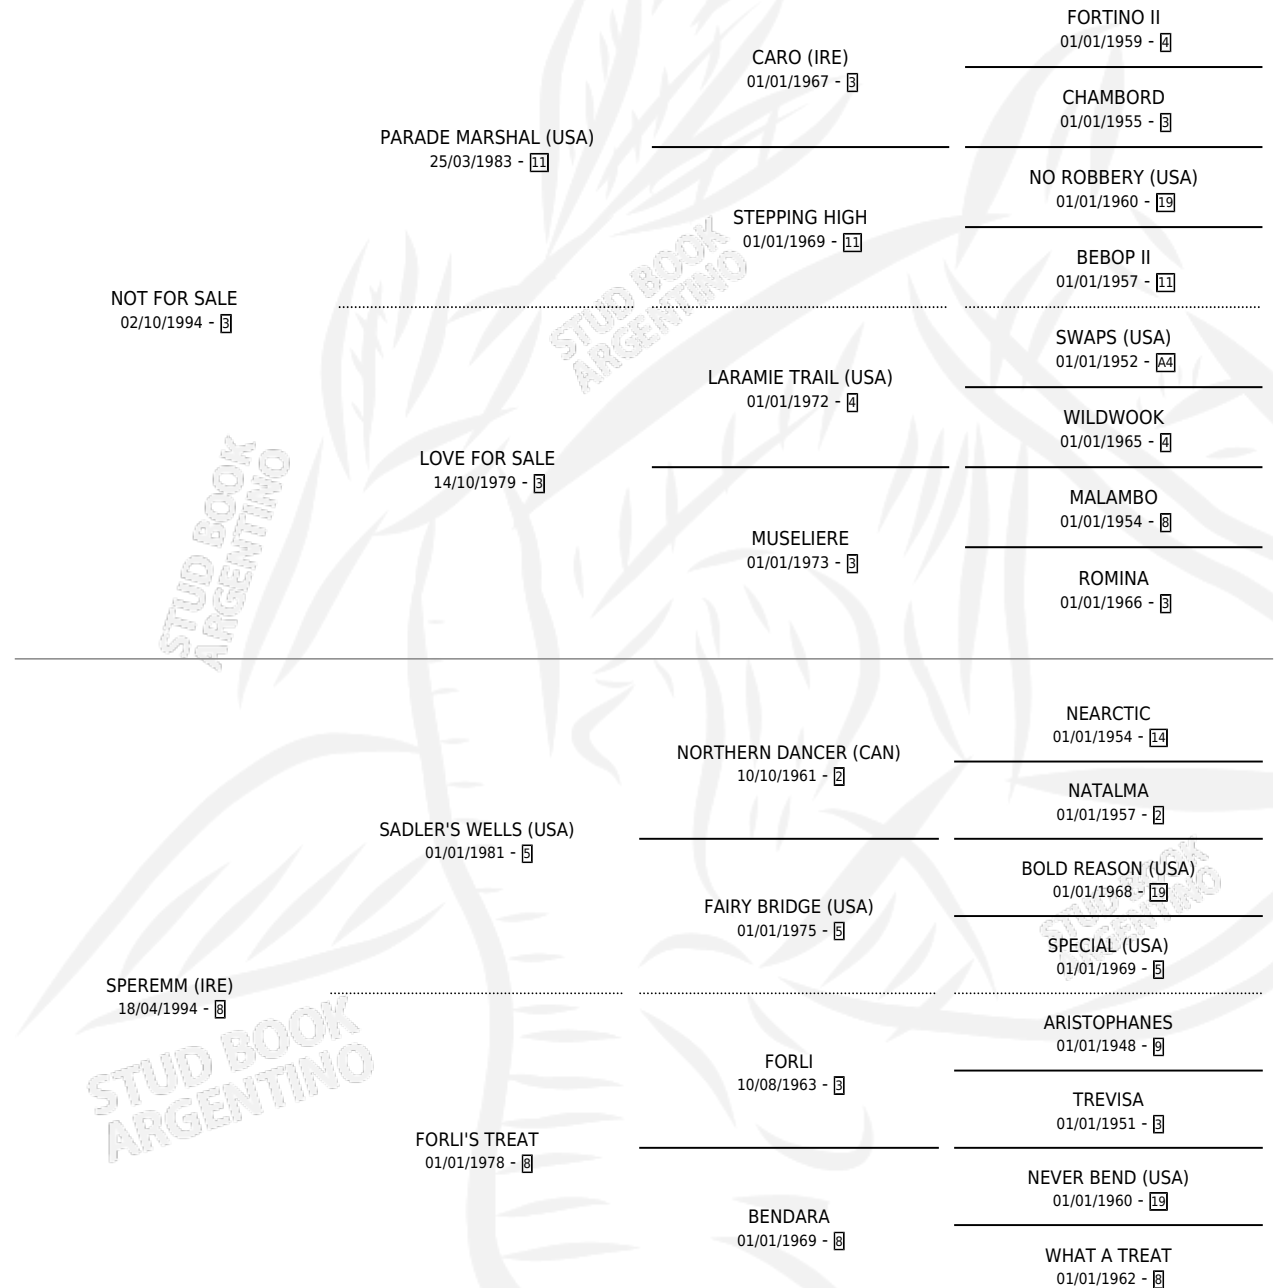 FORTINO II
01/01/1959 - 4
CARO (IRE)
01/01/1967 - 3
CHAMBORD
01/01/1955 - 3
PARADE MARSHAL (USA)
25/03/1983 - 11
NO ROBBERY (USA)
01/01/1960 - 19
STEPPING HIGH
01/01/1969 - 11
BEBOP II
01/01/1957 - 11
NOT FOR SALE
02/10/1994 - 3
STUD BOOK
ARGENTINO
SWAPS (USA)
01/01/1952 - A4
LARAMIE TRAIL (USA)
01/01/1972 - 4
WILDWOOK
01/01/1965 - 4
LOVE FOR SALE
14/10/1979 - 3
MALAMBO
01/01/1954 - 8
MUSELIERE
01/01/1973 - 3
ROMINA
01/01/1966 - 3
STUD BOOK
ARGENTINO
NEARCTIC
01/01/1954 - 14
NORTHERN DANCER (CAN)
10/10/1961 - 2
NATALMA
01/01/1957 - 2
SADLER'S WELLS (USA)
01/01/1981 - 5
BOLD REASON (USA)
01/01/1968 - 19
STUD BOOK
ARGENTINO
FAIRY BRIDGE (USA)
01/01/1975 - 5
SPECIAL (USA)
01/01/1969 - 5
SPEREMM (IRE)
18/04/1994 - 8
STUD BOOK
ARGENTINO
ARISTOPHANES
01/01/1948 - 9
FORLI
10/08/1963 - 3
TREVISA
01/01/1951 - 3
FORLI'S TREAT
01/01/1978 - 8
NEVER BEND (USA)
01/01/1960 - 19
BENDARA
01/01/1969 - 8
WHAT A TREAT
01/01/1962 - 8